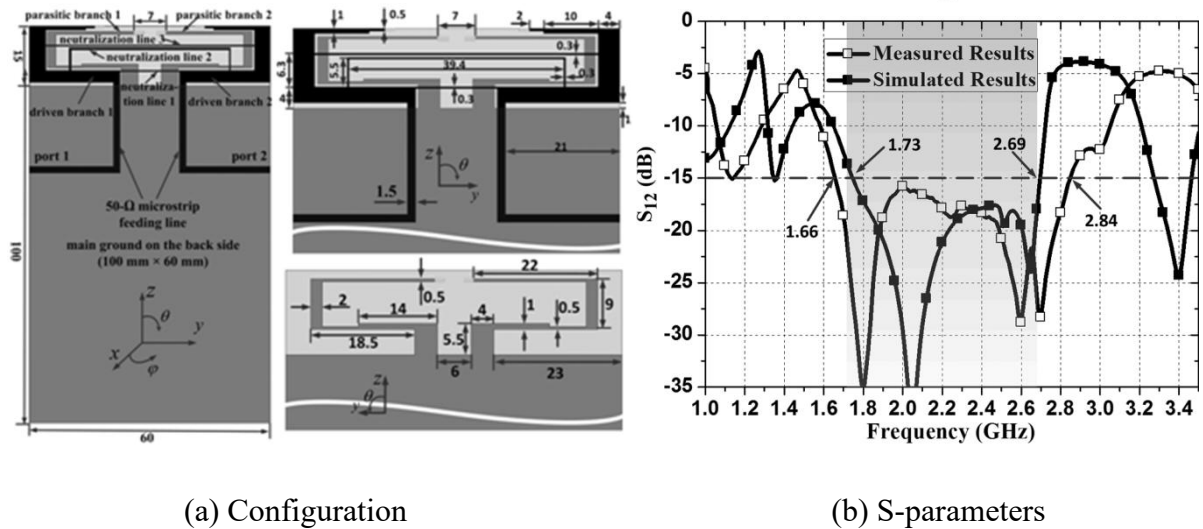 7
parasitic branch 1
parasitic branch 2
neutralization line 3
neutralization line 2
15
driven branch 1
neutraliza-
tion line 1
driven branch 2
port 1
port 2
50-Ω microstrip
feeding line
main ground on the back side
(100 mm × 60 mm)
100
z
θ
y
x
φ
60
1
0.5
7
2
10
4
0.3
6.3
5.5
39.4
0.3
4
0.3
1
z
θ
y
21
1.5
22
2
0.5
9
14
4
1
0.5
5.5
18.5
6
23
z
θ
y
0
-5
-10
-15
-20
-25
-30
-35
S12 (dB)
Measured Results
Simulated Results
1.73
2.69
1.66
2.84
1.0 1.2 1.4 1.6 1.8 2.0 2.2 2.4 2.6 2.8 3.0 3.2 3.4
Frequency (GHz)
(a) Configuration
(b) S-parameters